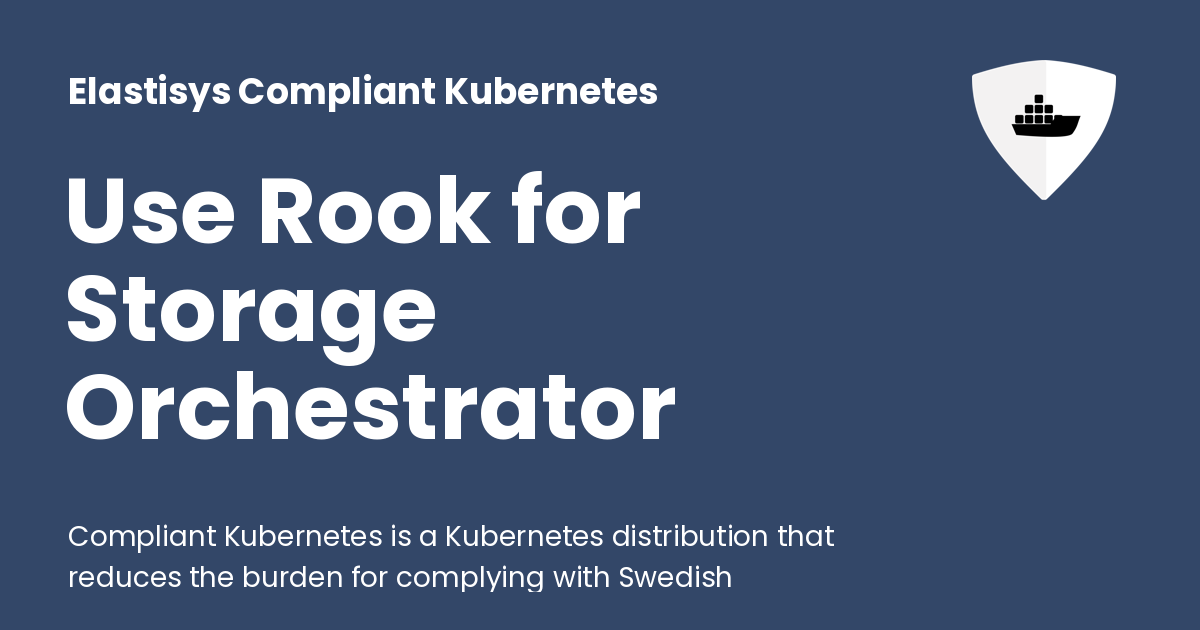 Elastisys Compliant Kubernetes
Use Rook for
Storage
Orchestrator
Compliant Kubernetes is a Kubernetes distribution that
reduces the burden for complying with Swedish